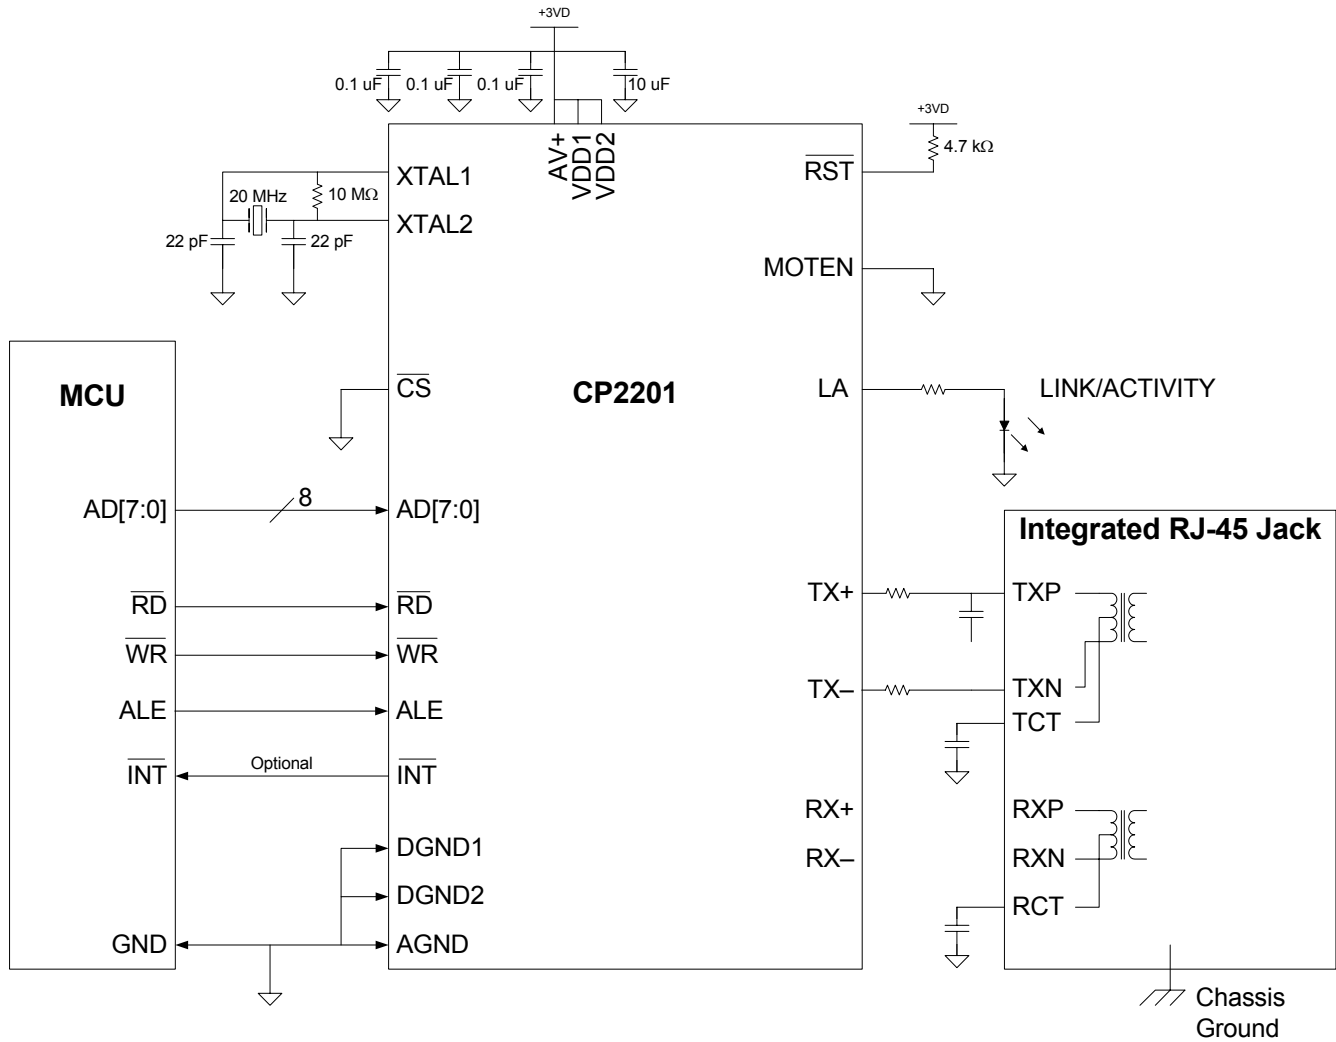 +3VD
0.1 uF
0.1 uF
0.1 uF
10 uF
AV+
VDD1
VDD2
+3VD
4.7 kΩ
XTAL1
RST
20 MHz
10 MΩ
XTAL2
22 pF
22 pF
MOTEN
MCU
CS
CP2201
LA
LINK/ACTIVITY
AD[7:0]
8
AD[7:0]
Integrated RJ-45 Jack
RD
RD
TX+
TXP
WR
WR
TX–
TXN
ALE
ALE
TCT
INT
Optional
INT
RX+
RXP
DGND1
RX–
RXN
DGND2
RCT
GND
AGND
Chassis
Ground